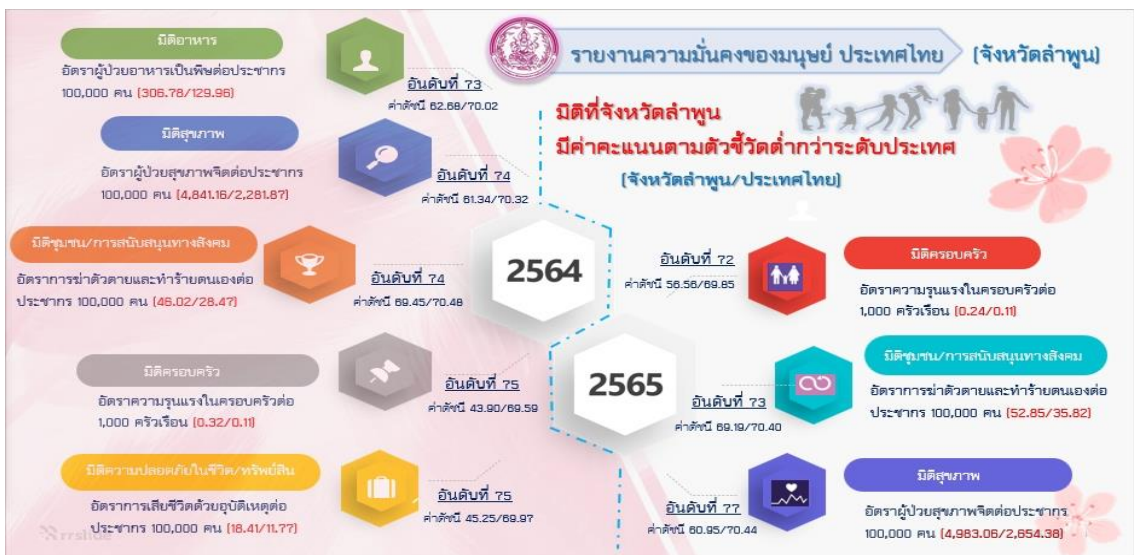 รายงานความมั่นคงของมนุษย์ ประเทศไทย (จังหวัดลำพูน)
มิติที่จังหวัดลำพูน
มีค่าคะแนนตามตัวชี้วัดต่ำกว่าระดับประเทศ
(จังหวัดลำพูน/ประเทศไทย)
2564
มิติอาหาร
อัตราผู้ป่วยอาหารเป็นพิษต่อประชากร
100,000 คน (306.78/129.96)
อันดับที่ 73
ค่าดัชนี 62.68/70.02
มิติสุขภาพ
อัตราผู้ป่วยสุขภาพจิตต่อประชากร
100,000 คน (4,841.16/2,281.87)
อันดับที่ 74
ค่าดัชนี 61.34/70.32
มิติชุมชน/การสนับสนุนทางสังคม
อัตราการฆ่าตัวตายและทำร้ายตนเองต่อ
ประชากร 100,000 คน (46.02/28.47)
อันดับที่ 74
ค่าดัชนี 69.45/70.48
มิติครอบครัว
อัตราความรุนแรงในครอบครัวต่อ
1,000 ครัวเรือน (0.32/0.11)
อันดับที่ 75
ค่าดัชนี 43.90/69.59
มิติความปลอดภัยในชีวิต/ทรัพย์สิน
อัตราการเสียชีวิตด้วยอุบัติเหตุต่อ
ประชากร 100,000 คน (18.41/11.77)
อันดับที่ 75
ค่าดัชนี 45.25/69.97
2565
อันดับที่ 72
ค่าดัชนี 56.56/69.85
มิติครอบครัว
อัตราความรุนแรงในครอบครัวต่อ
1,000 ครัวเรือน (0.24/0.11)
อันดับที่ 73
ค่าดัชนี 69.19/70.40
มิติชุมชน/การสนับสนุนทางสังคม
อัตราการฆ่าตัวตายและทำร้ายตนเองต่อ
ประชากร 100,000 คน (52.85/35.82)
อันดับที่ 77
ค่าดัชนี 60.95/70.44
มิติสุขภาพ
อัตราผู้ป่วยสุขภาพจิตต่อประชากร
100,000 คน (4,983.06/2,654.38)